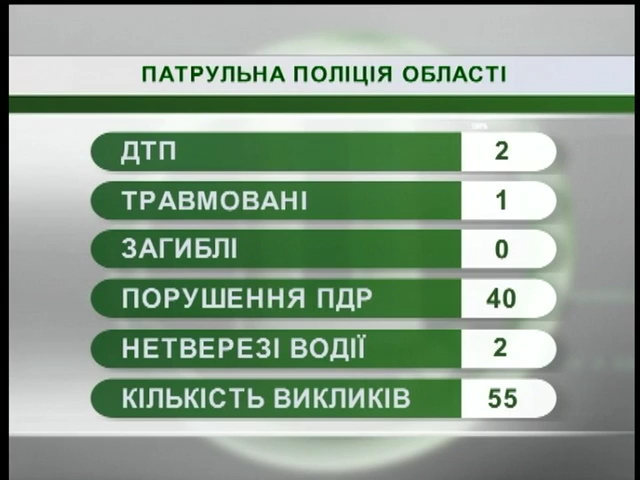 ПАТРУЛЬНА ПОЛІЦІЯ ОБЛАСТІ
ДТП 2
ТРАВМОВАНІ 1
ЗАГИБЛІ 0
ПОРУШЕННЯ ПДР 40
НЕТВЕРЕЗІ ВОДІЇ 2
КІЛЬКІСТЬ ВИКЛИКІВ 55